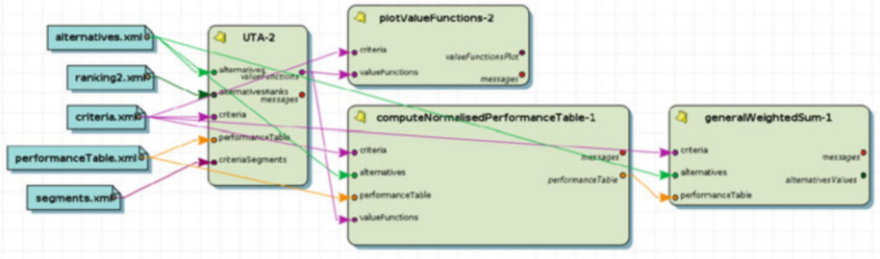 alternatives.xml
ranking2.xml
criteria.xml
performanceTable.xml
segments.xml
UTA-2
alternatives
valueFunctions
alternativesRanks
messages
criteria
performanceTable
criteriaSegments
plotValueFunctions-2
criteria
valueFunctionsPlot
valueFunctions
messages
computeNormalisedPerformanceTable-1
criteria
messages
alternatives
performanceTable
performanceTable
valueFunctions
generalWeightedSum-1
criteria
messages
alternatives
alternativesValues
performanceTable